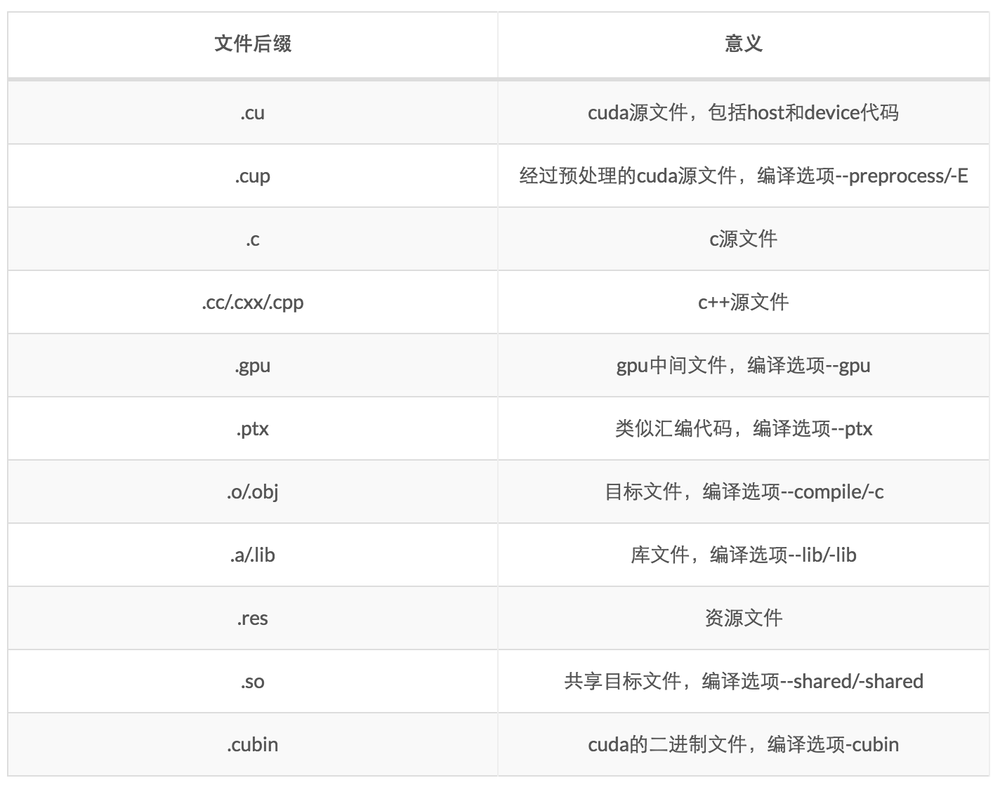 文件后缀 意义
.cu cuda源文件，包括host和device代码
.cup 经过预处理的cuda源文件，编译选项--preprocess/-E
.c c源文件
.cc/.cxx/.cpp c++源文件
.gpu gpu中间文件，编译选项--gpu
.ptx 类似汇编代码，编译选项--ptx
.o/.obj 目标文件，编译选项--compile/-c
.a/.lib 库文件，编译选项--lib/-lib
.res 资源文件
.so 共享目标文件，编译选项--shared/-shared
.cubin cuda的二进制文件，编译选项-cubin